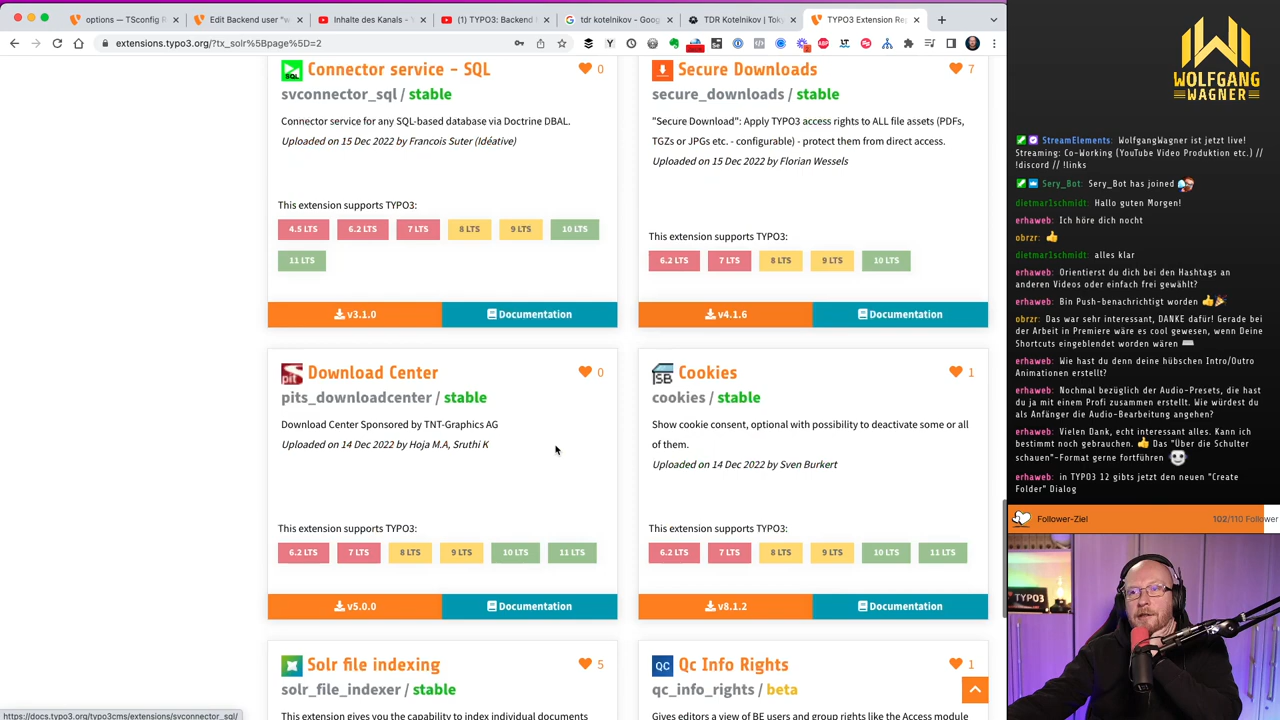 options — TSconfig R
Edit Backend user "w
Inhalte des Kanals - Y
(1) TYPO3: Backend
tdr kotelnikov - Goog
TDR Kotelnikov | Tok
TYPO3 Extension Re
extensions.typo3.org/?tx_solr%5Bpage%5D=2
Connector service - SQL
0
svconnector_sql / stable
Connector service for any SQL-based database via Doctrine DBAL.
Uploaded on 15 Dec 2022 by Francois Suter (Idéative)
This extension supports TYPO3:
4.5 LTS
6.2 LTS
7 LTS
8 LTS
9 LTS
10 LTS
11 LTS
v3.1.0
Documentation
Secure Downloads
7
secure_downloads / stable
"Secure Download": Apply TYPO3 access rights to ALL file assets (PDFs,
TGZs or JPGs etc. - configurable) - protect them from direct access.
Uploaded on 15 Dec 2022 by Florian Wessels
This extension supports TYPO3:
6.2 LTS
7 LTS
8 LTS
9 LTS
10 LTS
v4.1.6
Documentation
pit
Download Center
0
pits_downloadcenter / stable
Download Center Sponsored by TNT-Graphics AG
Uploaded on 14 Dec 2022 by Hoja M.A, Sruthi K
This extension supports TYPO3:
6.2 LTS
7 LTS
8 LTS
9 LTS
10 LTS
11 LTS
v5.0.0
Documentation
SB
Cookies
1
cookies / stable
Show cookie consent, optional with possibility to deactivate some or all
of them.
Uploaded on 14 Dec 2022 by Sven Burkert
This extension supports TYPO3:
6.2 LTS
7 LTS
8 LTS
9 LTS
10 LTS
11 LTS
v8.1.2
Documentation
Solr file indexing
5
solr_file_indexer / stable
This extension gives you the capability to index individual documents
QC
Qc Info Rights
1
qc_info_rights / beta
Gives editors a view of BE users and group rights like the Access module
https://docs.typo3.org/typo3cms/extensions/svconnector_sql/
WOLFGANG
WAGNER
StreamElements: WolfgangWagner ist jetzt live!
Streaming: Co-Working (YouTube Video Produktion etc.) //
!discord // !links
Sery_Bot: Sery_Bot has joined
dietmar1schmidt: Hallo guten Morgen!
erhaweb: Ich höre dich nocht
obrzr:
dietmar1schmidt: alles klar
erhaweb: Orientierst du dich bei den Hashtags an
anderen Videos oder einfach frei gewählt?
erhaweb: Bin Push-benachrichtigt worden
obrzr: Das war sehr interessant, DANKE dafür! Gerade bei
der Arbeit in Premiere wäre es cool gewesen, wenn Deine
Shortcuts eingeblendet worden wären
erhaweb: Wie hast du denn deine hübschen Intro/Outro
Animationen erstellt?
erhaweb: Nochmal bezüglich der Audio-Presets, die hast
du ja mit einem Profi zusammen erstellt. Wie würdest du
als Anfänger die Audio-Bearbeitung angehen?
erhaweb: Vielen Dank, echt interessant alles. Kann ich
bestimmt noch gebrauchen. Das "Über die Schulter
schauen"-Format gerne fortführen
erhaweb: in TYPO3 12 gibts jetzt den neuen "Create
Folder" Dialog
Follower-Ziel
102/110 Follower
TYPO3